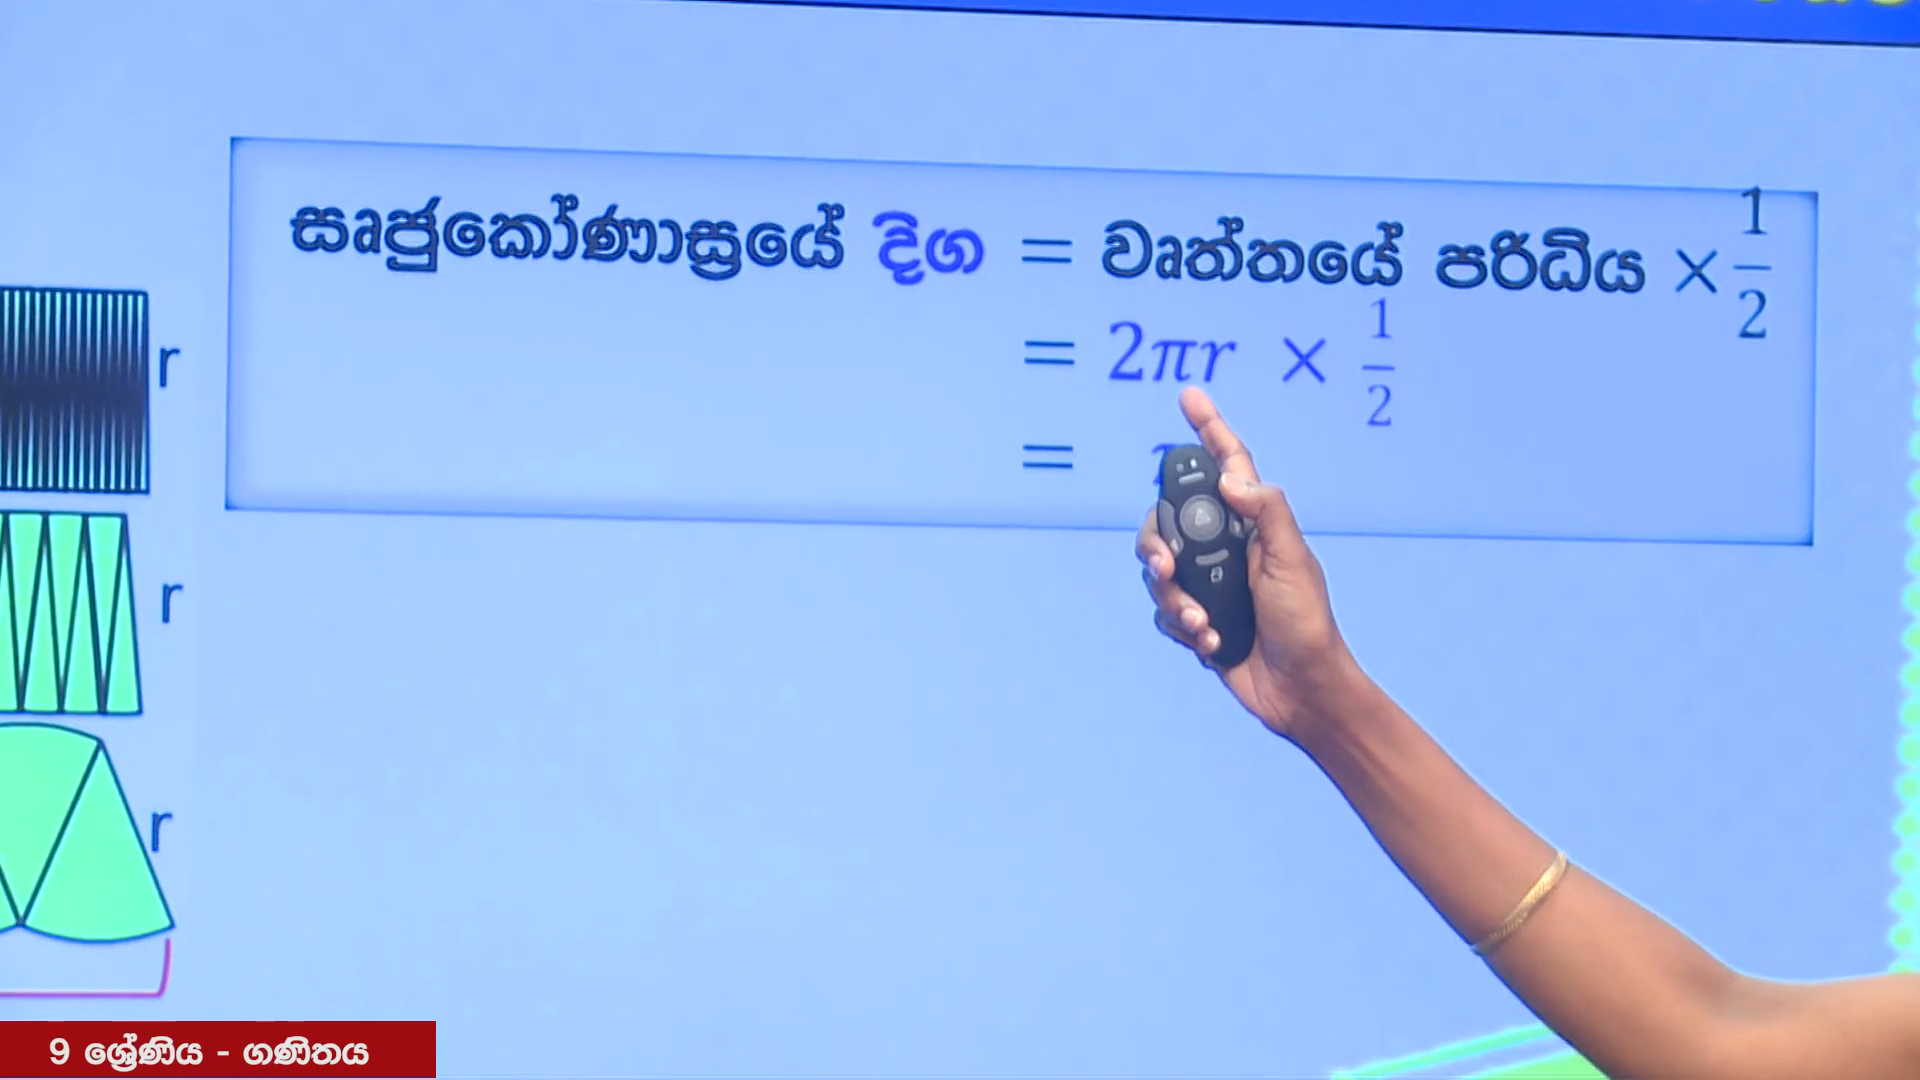 සෘජුකෝණාස්‍රයේ දිග = වෘත්තයේ පරිධිය × 1/2
= 2πr × 1/2
=
r
r
r
9 ශ්‍රේණිය - ගණිතය